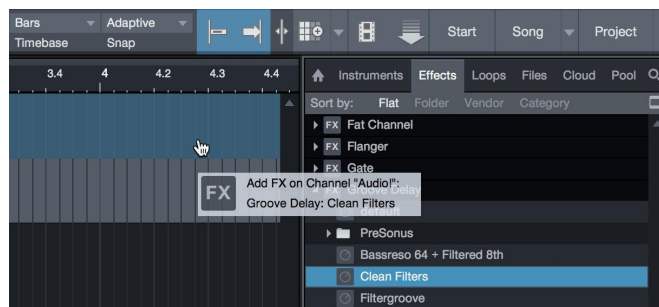 Bars Adaptive Start Song Project
Timebase Snap
3.4 4 4.2 4.3 4.4
Instruments Effects Loops Files Cloud Pool
Sort by: Flat Folder Vendor Category
FX Fat Channel
FX Flanger
FX Gate
FX Groove Delay
FX Add FX on Channel "Audio!":
Groove Delay: Clean Filters
default
PreSonus
Bassreso 64 + Filtered 8th
Clean Filters
Filtergroove